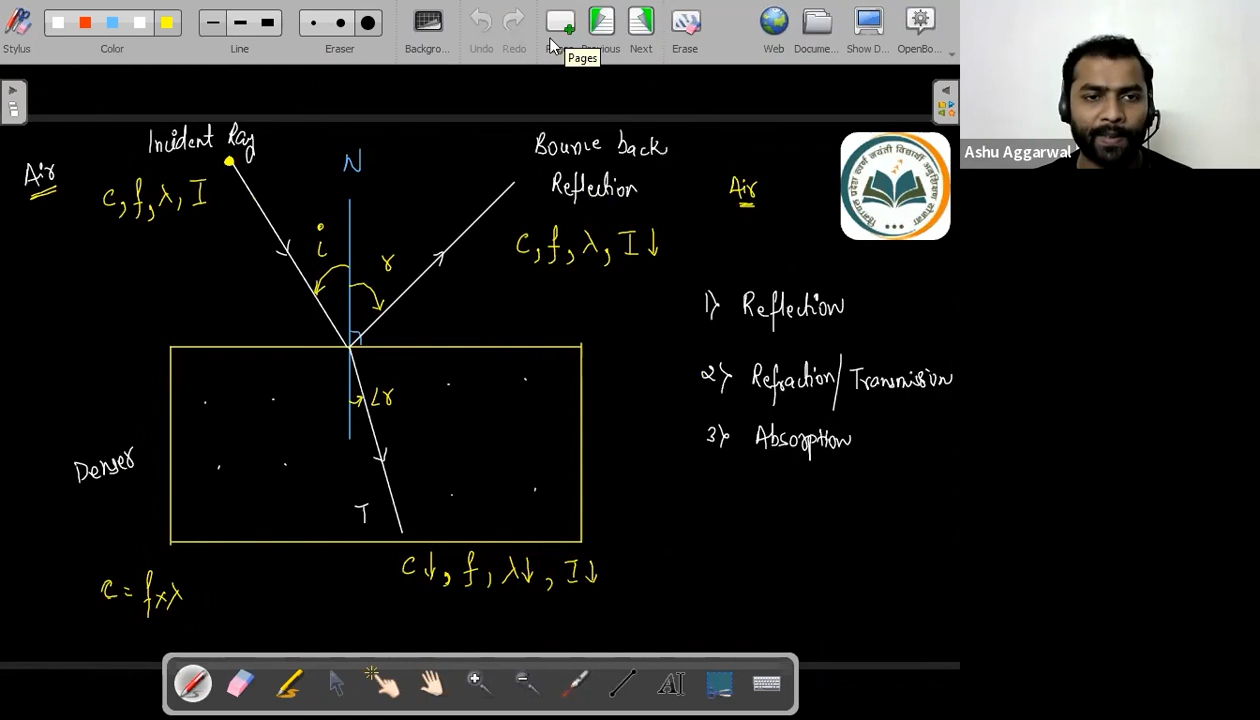 Stylus
Color
Line
Eraser
Backgro...
Undo
Redo
Previous
Next
Erase
Web
Docume...
Show D...
OpenBo...
Pages
Ashu Aggarwal
Incident Ray
Air
c, f, λ, I
N
Bounce back
Reflection
c, f, λ, I↓
Air
i
r
1) Reflection
2) Refraction/Transmission
3) Absorption
∠r
Denser
T
c↓, f, λ↓, I↓
c = f×λ